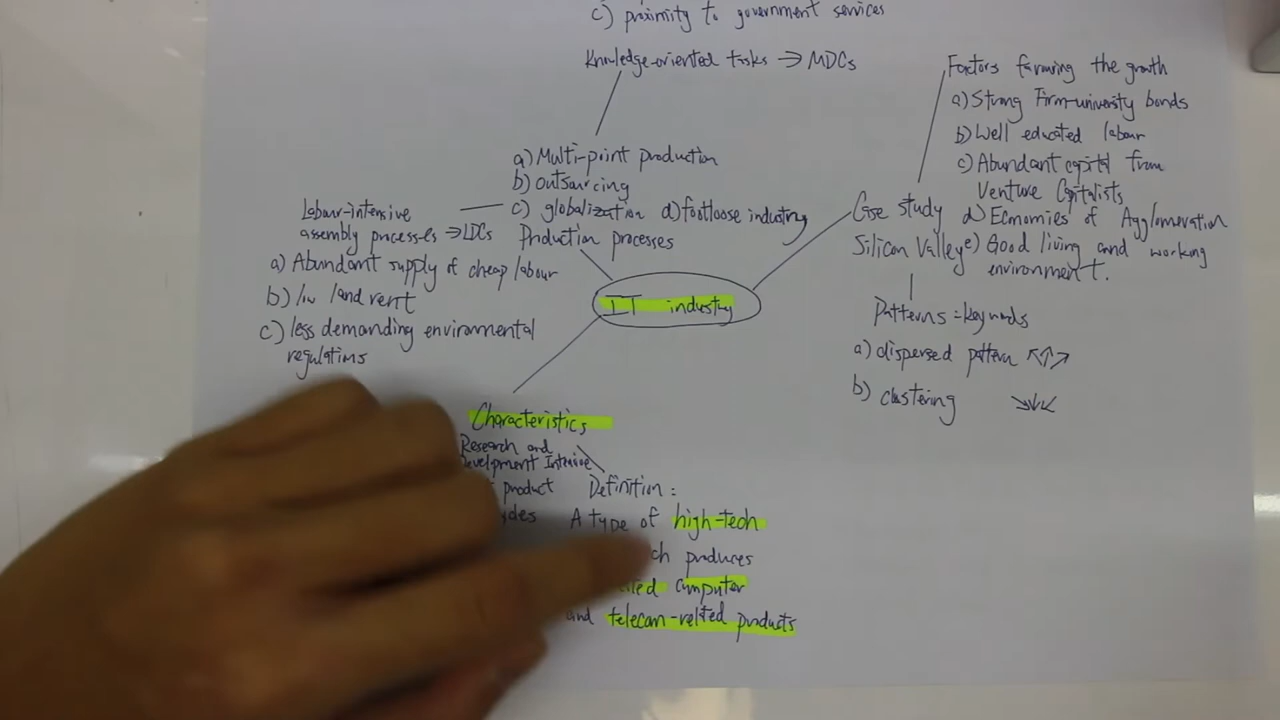 c) proximity to government services
Knowledge-oriented tasks → MDCs
a) Multi-point production
b) outsourcing
c) globalization d) footloose industry
Production processes
Labour-intensive
assembly processes → LDCs
a) Abundant supply of cheap labour
b) low land rent
c) less demanding environmental
regulations
IT industry
Factors favouring the growth
a) Strong Firm-university bonds
b) Well educated labour
c) Abundant capital from
Venture Capitalists
d) Economies of Agglomeration
e) Good living and working
environment.
Case study
Silicon Valley
Patterns = keywords
a) dispersed pattern ↖↑↗
b) clustering ↘↓↙
Characteristics
Research and
Development Intensive
product
Definition :
A type of high-tech
produces
computer
and telecom-related products